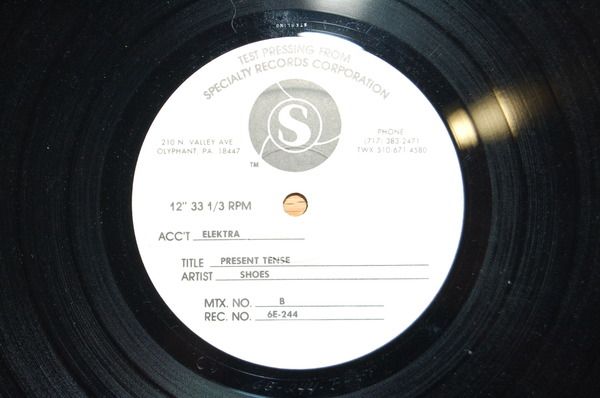 STERLING
TEST PRESSING FROM
SPECIALTY RECORDS CORPORATION
S
TM
210 N. VALLEY AVE
OLYPHANT, PA. 18447
PHONE
(717) 383 2471
TWX 510 671 4580
12" 33 1/3 RPM
ACC'T ELEKTRA
TITLE PRESENT TENSE
ARTIST SHOES
MTX. NO. B
REC. NO. 6E-244